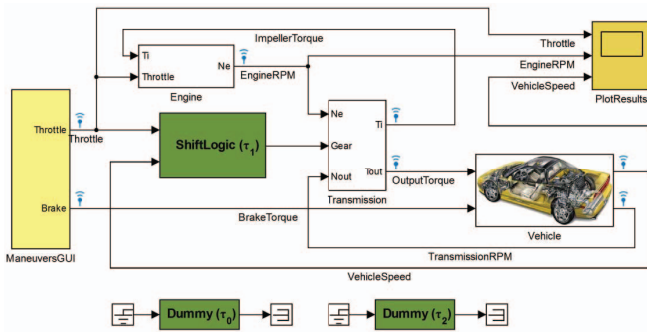 ImpellerTorque
Ti
Throttle
Ne
Engine
EngineRPM
Throttle
EngineRPM
VehicleSpeed
PlotResults
Throttle
Throttle
ShiftLogic (τ1)
Ne
Gear
Nout
Ti
Tout
Transmission
OutputTorque
Brake
BrakeTorque
ManeuversGUI
Vehicle
TransmissionRPM
VehicleSpeed
Dummy (τ0)
Dummy (τ2)